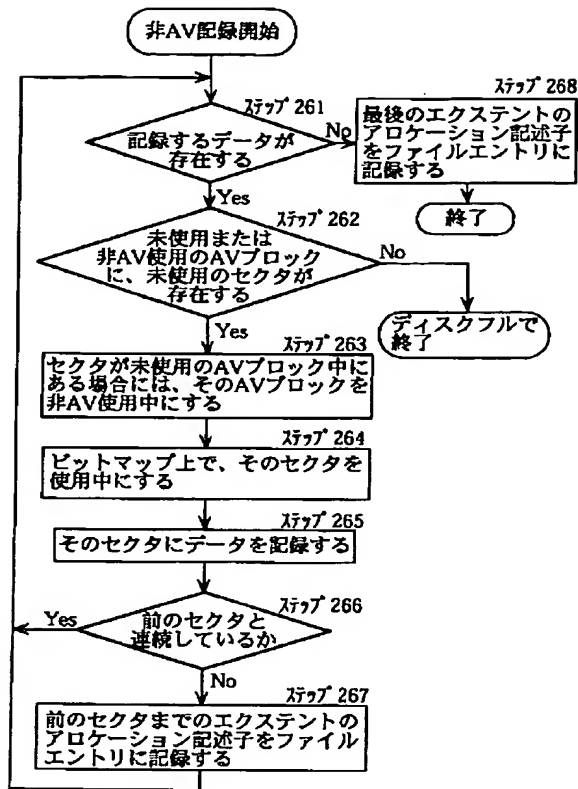 非AV記録開始
ステップ 261
記録するデータが
存在する
No
Yes
ステップ 268
最後のエクステントの
アロケーション記述子
をファイルエントリに
記録する
終了
ステップ 262
未使用または
非AV使用のAVブロック
に、未使用のセクタが
存在する
No
Yes
ディスクフルで
終了
ステップ 263
セクタが未使用のAVブロック中に
ある場合には、そのAVブロックを
非AV使用中にする
ステップ 264
ビットマップ上で、そのセクタを
使用中にする
ステップ 265
そのセクタにデータを記録する
ステップ 266
前のセクタと
連続しているか
Yes
No
ステップ 267
前のセクタまでのエクステントの
アロケーション記述子をファイル
エントリに記録する